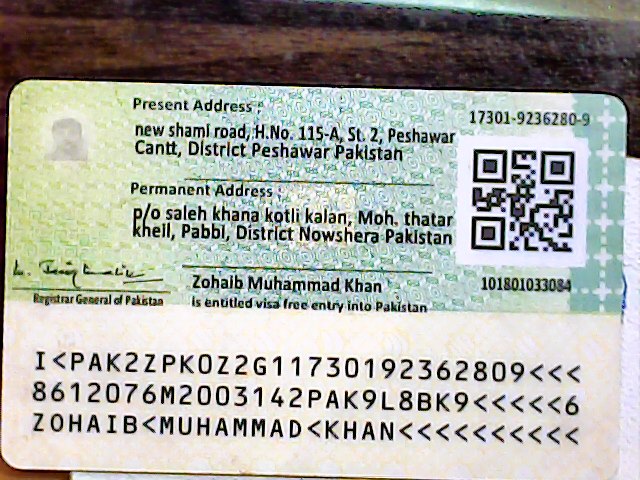 Present Address :
new shami road, H.No. 115-A, St. 2, Peshawar
Cantt, District Peshawar Pakistan
17301-9236280-9
Permanent Address :
p/o saleh khana kotli kalan, Moh. thatar
khell, Pabbi, District Nowshera Pakistan
Registrar General of Pakistan
Zohaib Muhammad Khan
is entitled visa free entry into Pakistan
101801033084
I<PAK2ZPKOZ2G11730192362809<<<
8612076M2003142PAK9L8BK9<<<<<6
ZOHAIB<MUHAMMAD<KHAN<<<<<<<<<<